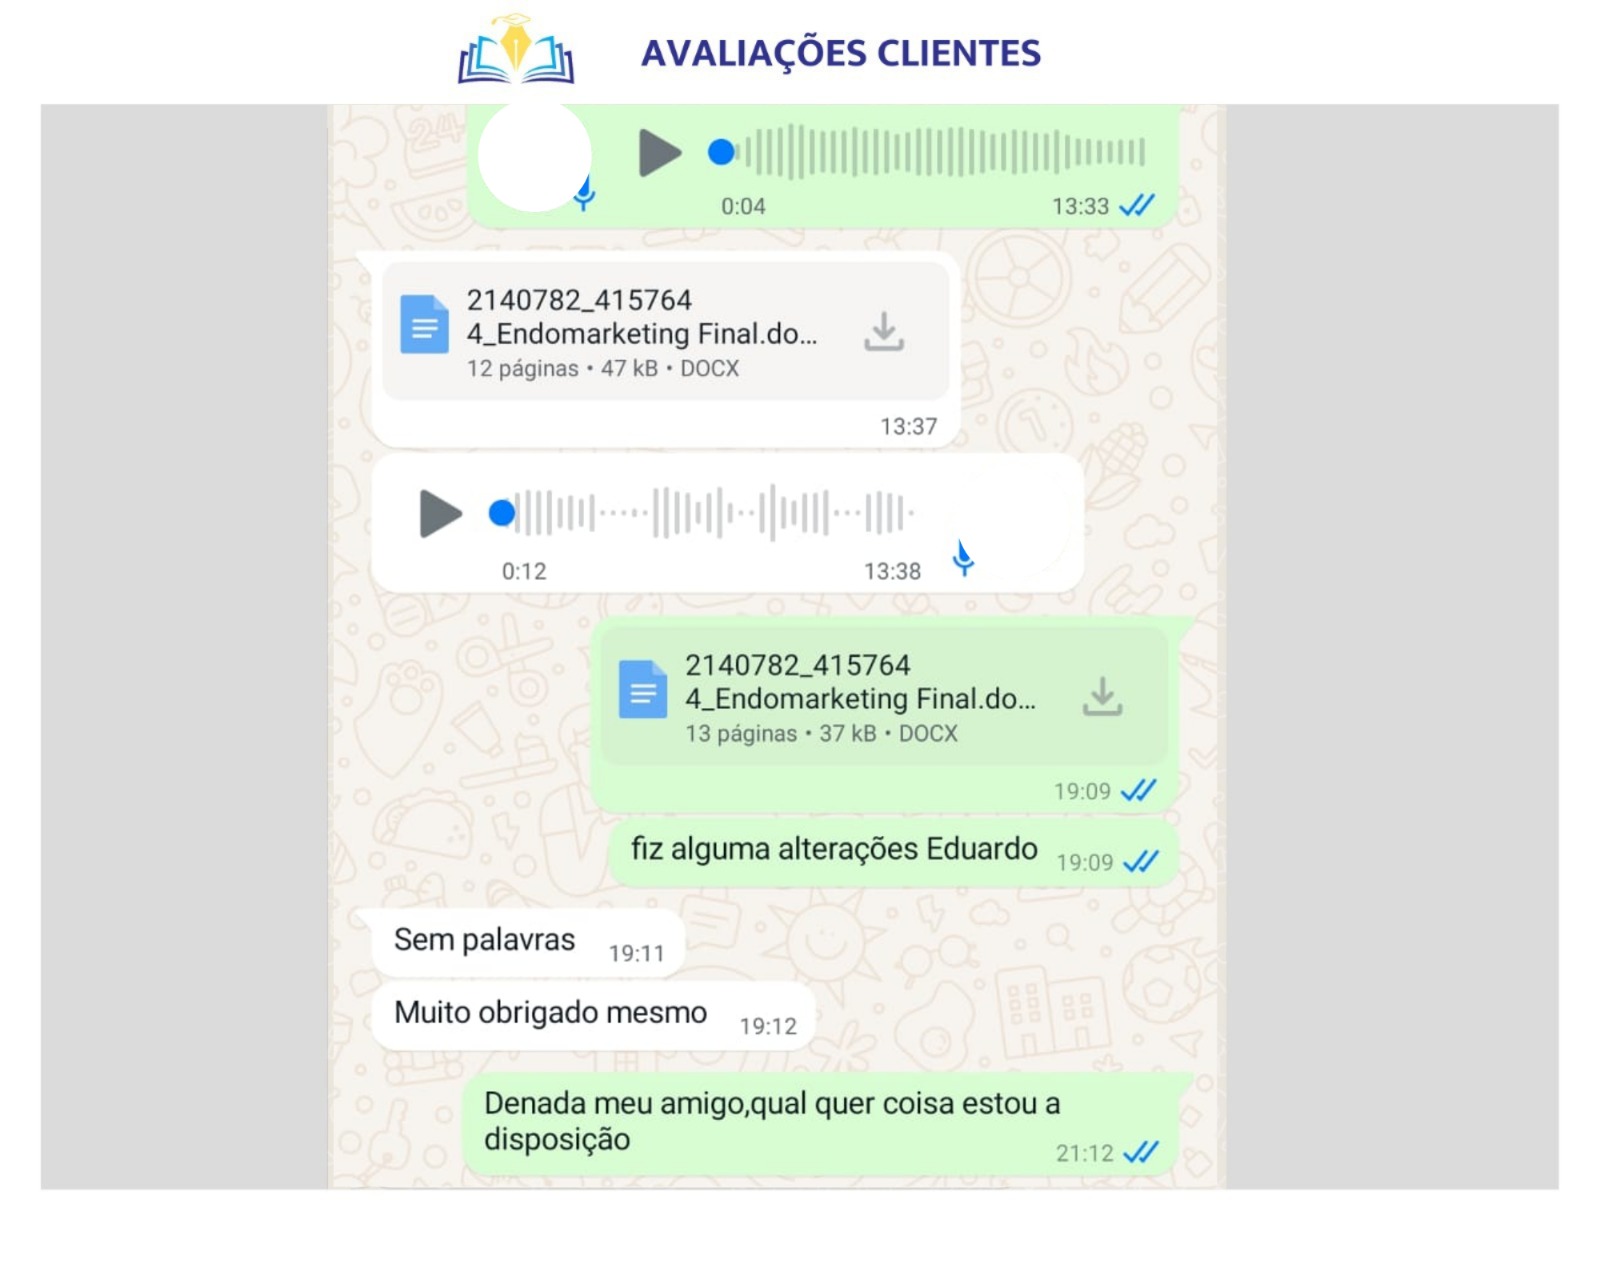 AVALIAÇÕES CLIENTES
0:04 13:33
2140782_415764
4_Endomarketing Final.do...
12 páginas • 47 kB • DOCX
13:37
0:12 13:38
2140782_415764
4_Endomarketing Final.do...
13 páginas • 37 kB • DOCX
19:09
fiz alguma alterações Eduardo 19:09
Sem palavras 19:11
Muito obrigado mesmo 19:12
Denada meu amigo,qual quer coisa estou a
disposição
21:12